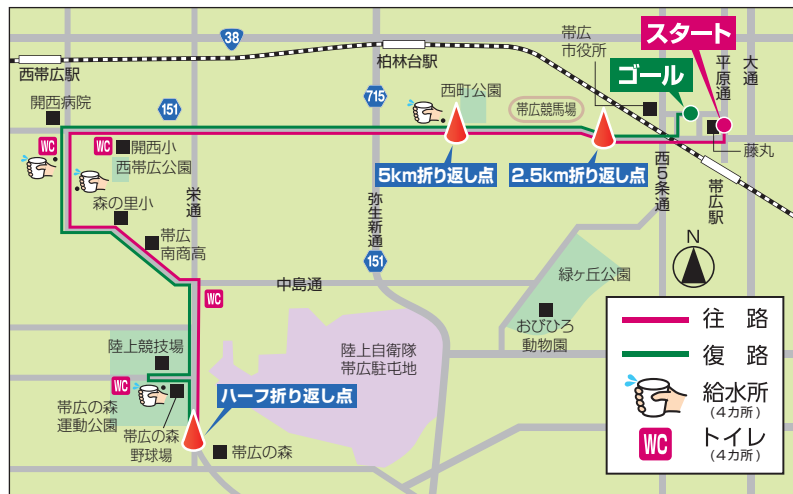 38
西帯広駅
柏林台駅
帯広
市役所
スタート
ゴール
平原通
大通
開西病院
151
715
西町公園
帯広競馬場
藤丸
WC
WC
開西小
西帯広公園
5km折り返し点
2.5km折り返し点
西5条通
帯広駅
森の里小
栄通
弥生新通
帯広
南商高
151
N
中島通
WC
緑ヶ丘公園
おびひろ
動物園
陸上競技場
陸上自衛隊
帯広駐屯地
WC
ハーフ折り返し点
帯広の森
運動公園
帯広の森
野球場
帯広の森
往 路
復 路
給水所
(4カ所)
WC
トイレ
(4カ所)